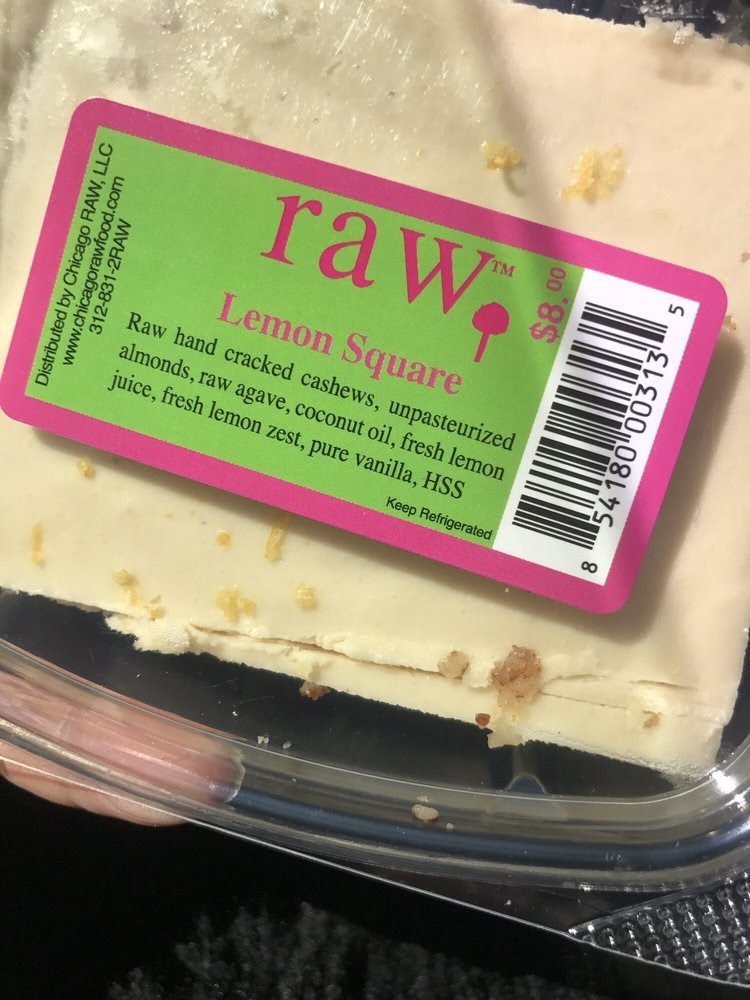 Distributed by Chicago RAW, LLC
www.chicagorawfood.com
312-831-2RAW
raw.™
$8.00
Lemon Square
Raw hand cracked cashews, unpasteurized
almonds, raw agave, coconut oil, fresh lemon
juice, fresh lemon zest, pure vanilla, HSS
Keep Refrigerated
8 54180 00313 5